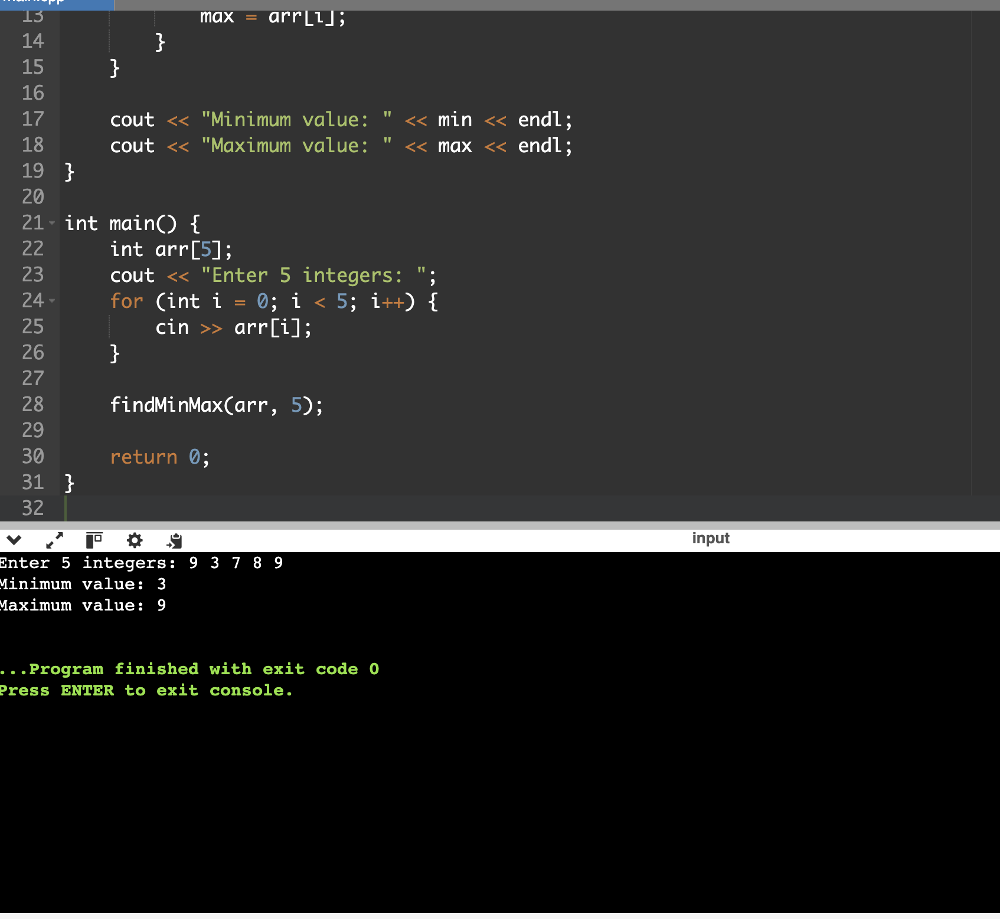 main.cpp
13 max = arr[i];
14 }
15 }
16
17 cout << "Minimum value: " << min << endl;
18 cout << "Maximum value: " << max << endl;
19 }
20
21 int main() {
22 int arr[5];
23 cout << "Enter 5 integers: ";
24 for (int i = 0; i < 5; i++) {
25 cin >> arr[i];
26 }
27
28 findMinMax(arr, 5);
29
30 return 0;
31 }
32
input
Enter 5 integers: 9 3 7 8 9
Minimum value: 3
Maximum value: 9
...Program finished with exit code 0
Press ENTER to exit console.